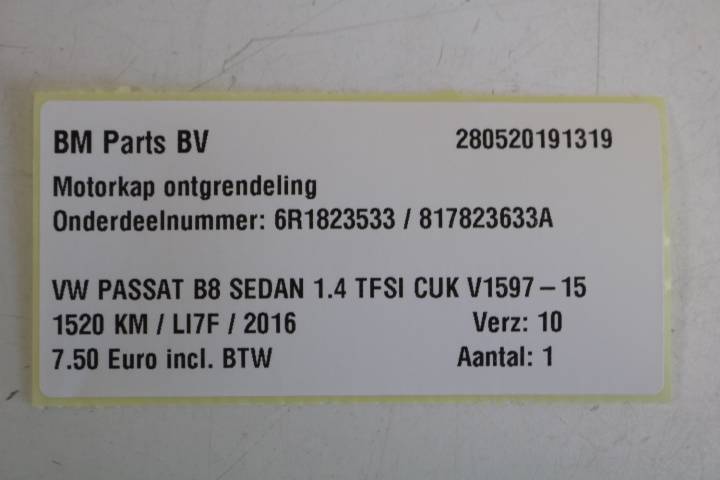 BM Parts BV 280520191319
Motorkap ontgrendeling
Onderdeelnummer: 6R1823533 / 817823633A
VW PASSAT B8 SEDAN 1.4 TFSI CUK V1597-15
1520 KM / LI7F / 2016 Verz: 10
7.50 Euro incl. BTW Aantal: 1